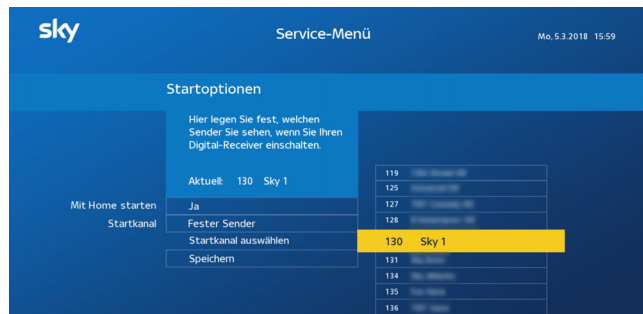 sky
Service-Menü
Mo, 5.3.2018 15:59
Startoptionen
Hier legen Sie fest, welchen
Sender Sie sehen, wenn Sie Ihren
Digital-Receiver einschalten.
Aktuell: 130 Sky 1
Mit Home starten Ja
Startkanal Fester Sender
Startkanal auswählen
Speichern
119
125
127
128
130 Sky 1
131
134
135
136